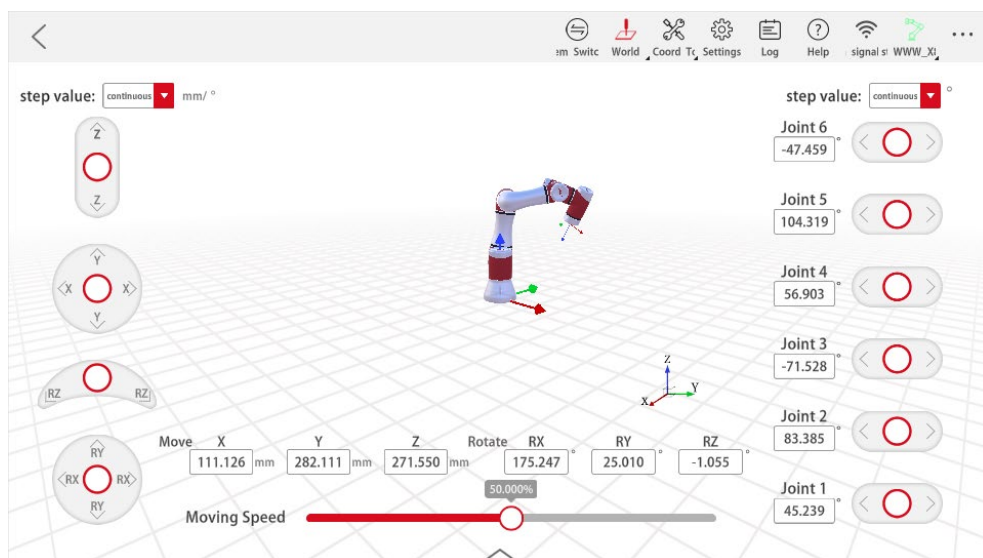 em Switc World Coord To Settings Log Help signal st WWW_X
step value: continuous mm/ °
step value: continuous °
Z
Z
Y
X X
Y
RZ RZ
RY
RX RX
RY
Joint 6
-47.459 °
Joint 5
104.319 °
Joint 4
56.903 °
Joint 3
-71.528 °
Joint 2
83.385 °
Joint 1
45.239 °
Z
X Y
Move X Y Z Rotate RX RY RZ
111.126 mm 282.111 mm 271.550 mm 175.247 ° 25.010 ° -1.055 °
50.000%
Moving Speed